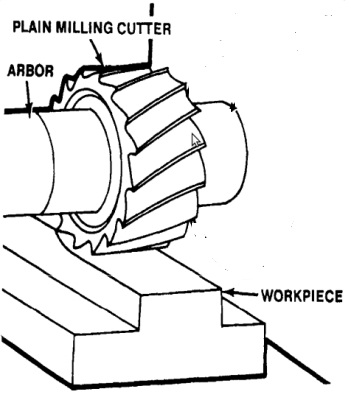 PLAIN MILLING CUTTER
ARBOR
WORKPIECE